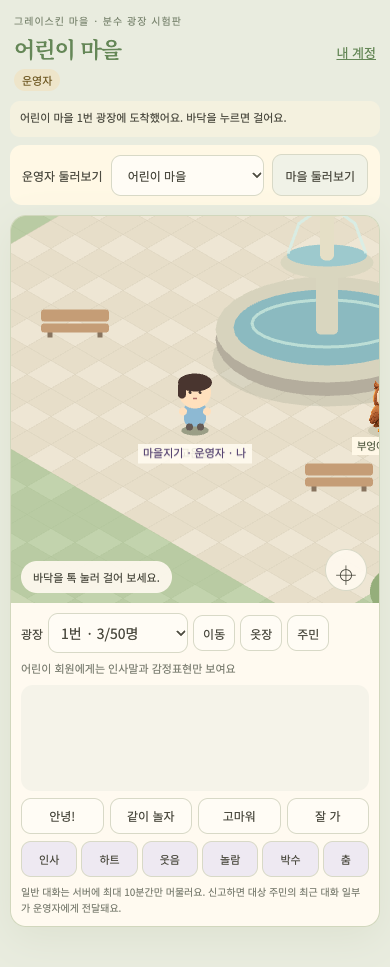 그레이스킨 마을 · 분수 광장 시험판
어린이 마을
내 계정
운영자
어린이 마을 1번 광장에 도착했어요. 바닥을 누르면 걸어요.
운영자 둘러보기
어린이 마을
마을 둘러보기
마을지기 · 운영자 · 나
부엉
바닥을 톡 눌러 걸어 보세요.
광장
1번 · 3/50명
이동
옷장
주민
어린이 회원에게는 인사말과 감정표현만 보여요
안녕!
같이 놀자
고마워
잘 가
인사
하트
웃음
놀람
박수
춤
일반 대화는 서버에 최대 10분간만 머물러요. 신고하면 대상 주민의 최근 대화 일부
가 운영자에게 전달돼요.